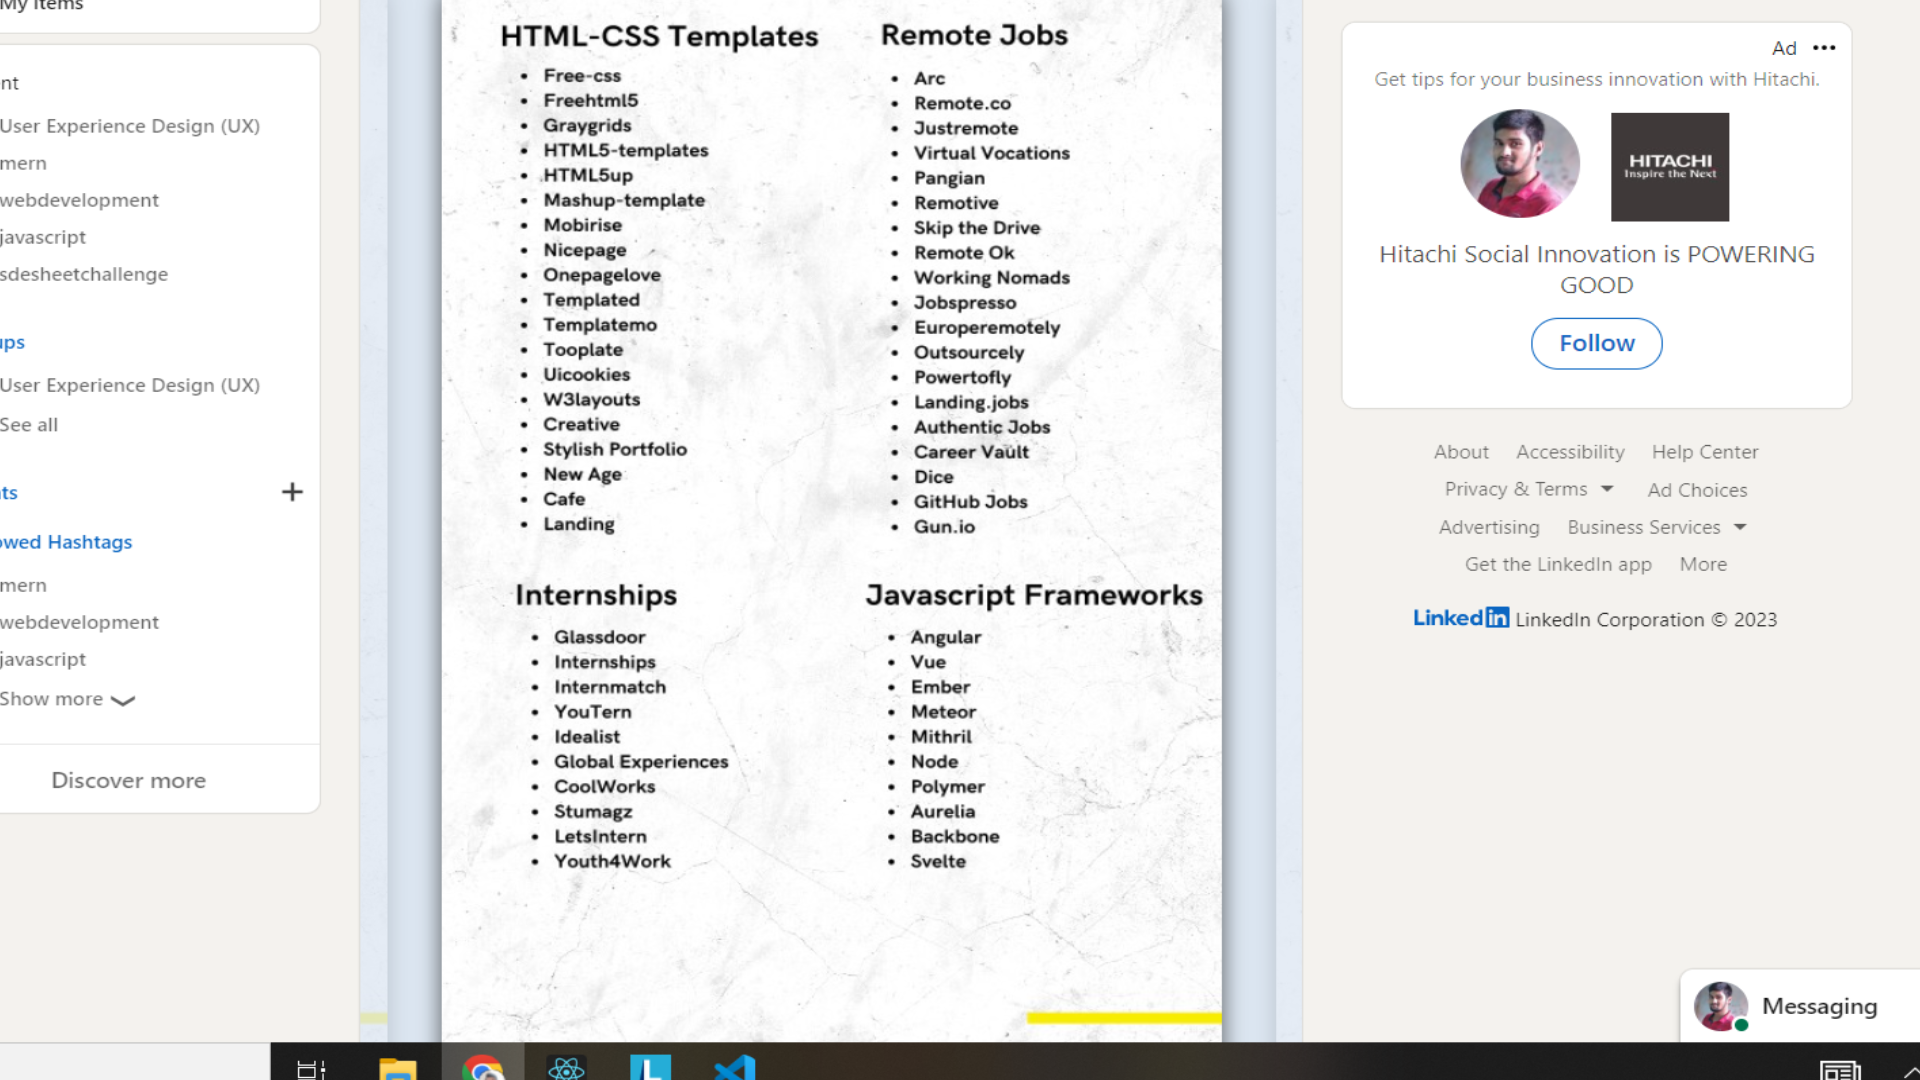 My Items
nt
User Experience Design (UX)
mern
webdevelopment
javascript
sdesheetchallenge
ups
User Experience Design (UX)
See all
ts
owed Hashtags
mern
webdevelopment
javascript
Show more
Discover more
HTML-CSS Templates
Free-css
Freehtml5
Graygrids
HTML5-templates
HTML5up
Mashup-template
Mobirise
Nicepage
Onepagelove
Templated
Templatemo
Tooplate
Uicookies
W3layouts
Creative
Stylish Portfolio
New Age
Cafe
Landing
Remote Jobs
Arc
Remote.co
Justremote
Virtual Vocations
Pangian
Remotive
Skip the Drive
Remote Ok
Working Nomads
Jobspresso
Europeremotely
Outsourcely
Powertofly
Landing.jobs
Authentic Jobs
Career Vault
Dice
GitHub Jobs
Gun.io
Internships
Glassdoor
Internships
Internmatch
YouTern
Idealist
Global Experiences
CoolWorks
Stumagz
LetsIntern
Youth4Work
Javascript Frameworks
Angular
Vue
Ember
Meteor
Mithril
Node
Polymer
Aurelia
Backbone
Svelte
Ad
Get tips for your business innovation with Hitachi.
HITACHI
Inspire the Next
Hitachi Social Innovation is POWERING
GOOD
Follow
About Accessibility Help Center
Privacy & Terms Ad Choices
Advertising Business Services
Get the LinkedIn app More
LinkedIn LinkedIn Corporation © 2023
Messaging
L